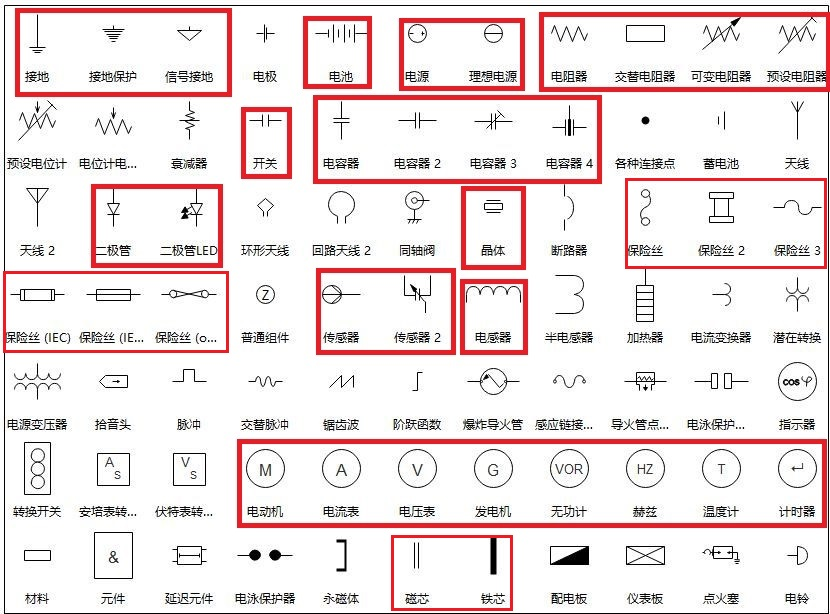 接地 接地保护 信号接地 电极 电池 电源 理想电源 电阻器 交替电阻器 可变电阻器 预设电阻器
预设电位计 电位计电... 衰减器 开关 电容器 电容器 2 电容器 3 电容器 4 各种连接点 蓄电池 天线
天线 2 二极管 二极管LED 环形天线 回路天线 2 同轴阀 晶体 断路器 保险丝 保险丝 2 保险丝 3
Z
保险丝 (IEC) 保险丝 (IE... 保险丝 (o... 普通组件 传感器 传感器 2 电感器 半电感器 加热器 电流变换器 潜在转换
cos φ
电源变压器 拾音头 脉冲 交替脉冲 锯齿波 阶跃函数 爆炸导火管 感应链接... 导火管点... 电泳保护... 指示器
A S V S M A V G VOR HZ T
转换开关 安培表转... 伏特表转... 电动机 电流表 电压表 发电机 无功计 赫兹 温度计 计时器
&
材料 元件 延迟元件 电泳保护器 永磁体 磁芯 铁芯 配电板 仪表板 点火塞 电铃